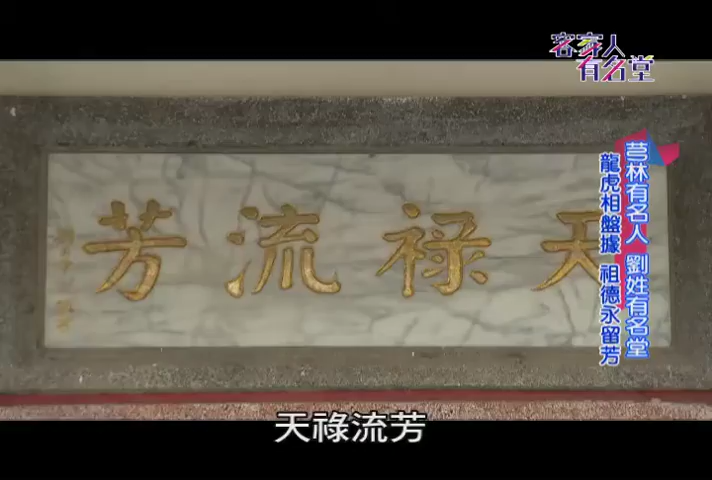 客家人
有名堂
芎林有名人 劉姓有名堂
龍虎相盤據 祖德永留芳
天祿流芳
天祿流芳